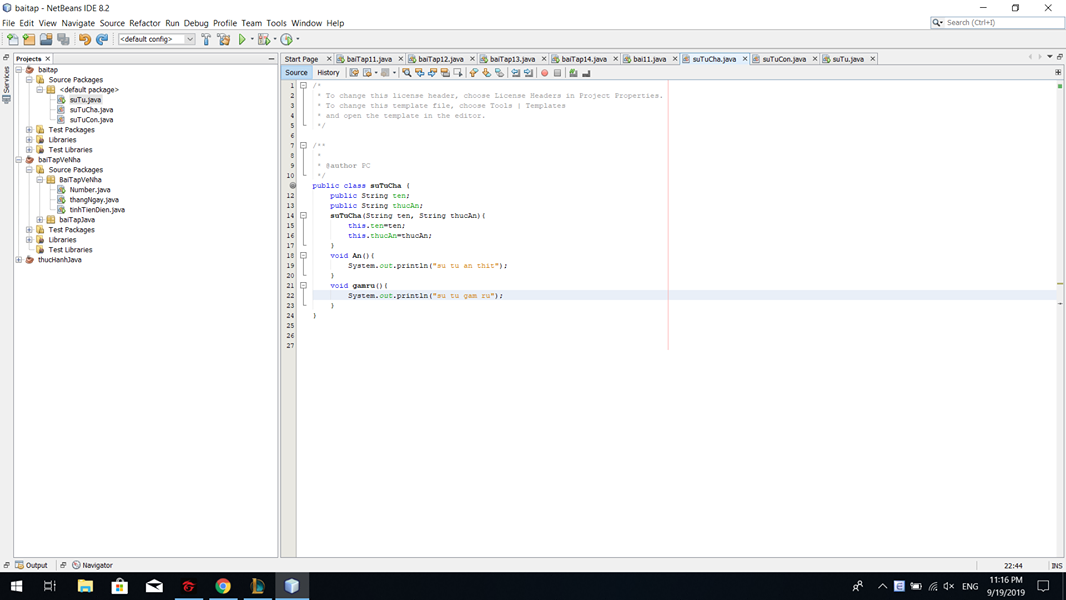 baitap - NetBeans IDE 8.2
File Edit View Navigate Source Refactor Run Debug Profile Team Tools Window Help
Search (Ctrl+I)
<default config>
Projects
Services
baitap
Source Packages
<default package>
suTu.java
suTuCha.java
suTuCon.java
Test Packages
Libraries
Test Libraries
baiTapVeNha
Source Packages
BaiTapVeNha
Number.java
thangNgay.java
tinhTienDien.java
baiTapJava
Test Packages
Libraries
Test Libraries
thucHanhJava
Start Page baiTap11.java baiTap12.java baiTap13.java baiTap14.java bai11.java suTuCha.java suTuCon.java suTu.java
Source History
1 /*
2 * To change this license header, choose License Headers in Project Properties.
3 * To change this template file, choose Tools | Templates
4 * and open the template in the editor.
5 */
6
7 /**
8 *
9 * @author PC
10 */
public class suTuCha {
12 public String ten;
13 public String thucAn;
14 suTuCha(String ten, String thucAn){
15 this.ten=ten;
16 this.thucAn=thucAn;
17 }
18 void An(){
19 System.out.println("su tu an thit");
20 }
21 void gamru(){
22 System.out.println("su tu gam ru");
23 }
24 }
25
26
27
Output Navigator
22:44 INS
ENG
11:16 PM
9/19/2019